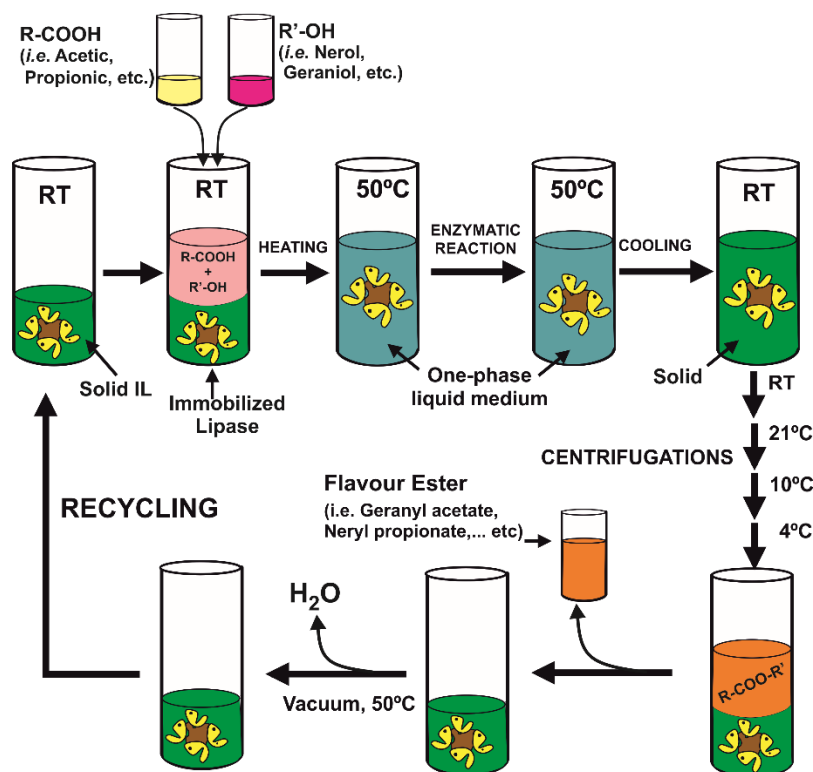 R-COOH
(i.e. Acetic,
Propionic, etc.)
R’-OH
(i.e. Nerol,
Geraniol, etc.)
RT
RT
50ºC
50ºC
RT
R-COOH
+
R’-OH
HEATING
ENZYMATIC
REACTION
COOLING
Solid IL
Immobilized
Lipase
One-phase
liquid medium
Solid
RT
21ºC
10ºC
4ºC
CENTRIFUGATIONS
Flavour Ester
(i.e. Geranyl acetate,
Neryl propionate,... etc)
RECYCLING
H2O
Vacuum, 50ºC
R-COO-R’